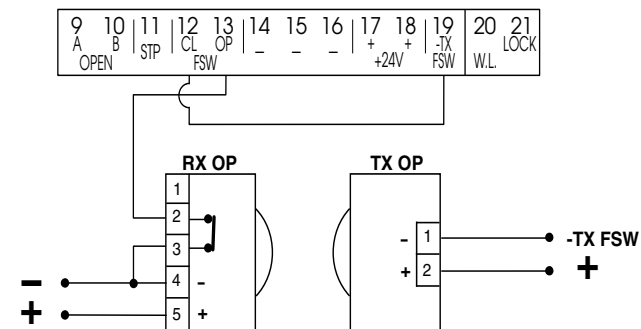 9 10 11 12 13 14 15 16 17 18 19 20 21
A B STP CL OP _ _ _ + + -TX W.L. LOCK
OPEN FSW +24V FSW
RX OP TX OP
1
2
3
4 -
5 +
- 1
+ 2
-TX FSW
+
-
+